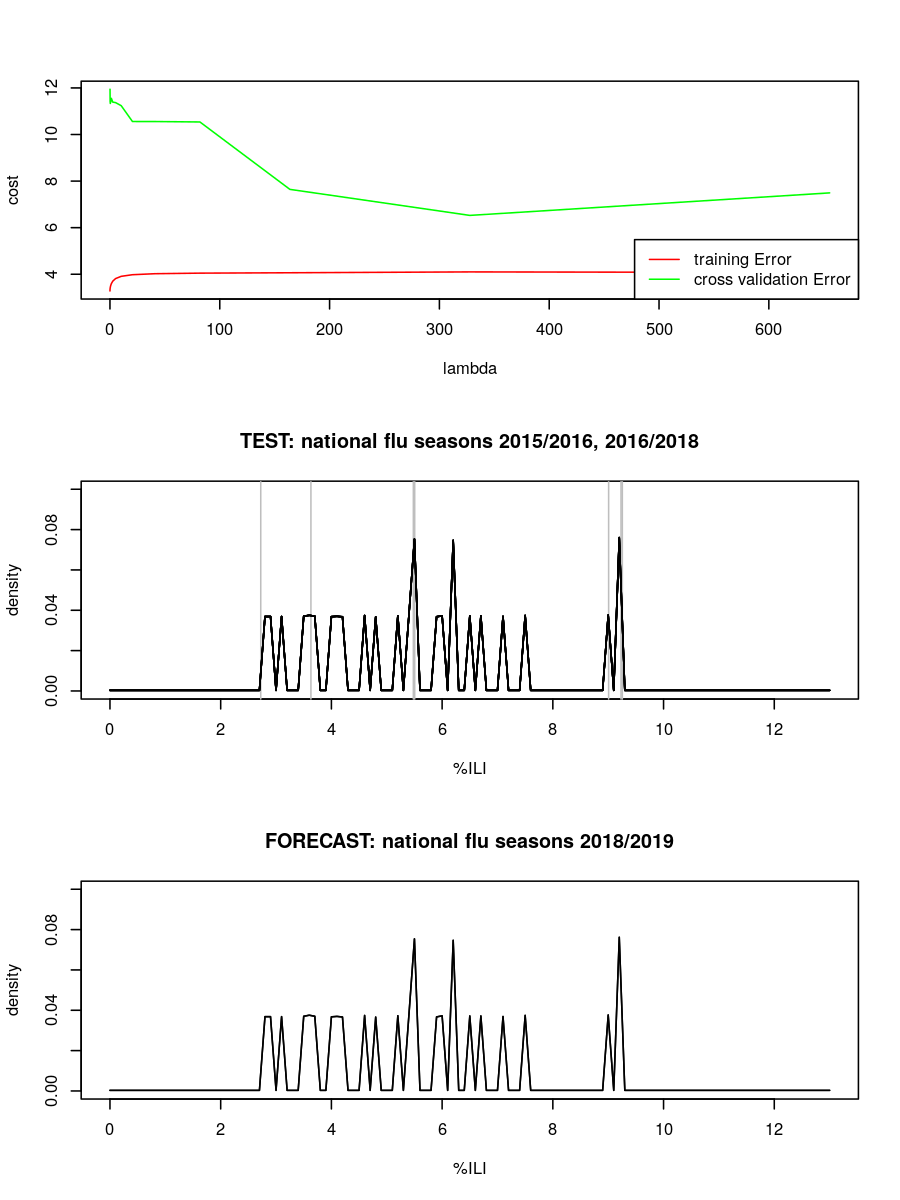 12
10
8
6
4
cost
training Error
cross validation Error
0 100 200 300 400 500 600
lambda
TEST: national flu seasons 2015/2016, 2016/2018
0.08
0.04
0.00
density
0 2 4 6 8 10 12
%ILI
FORECAST: national flu seasons 2018/2019
0.08
0.04
0.00
density
0 2 4 6 8 10 12
%ILI